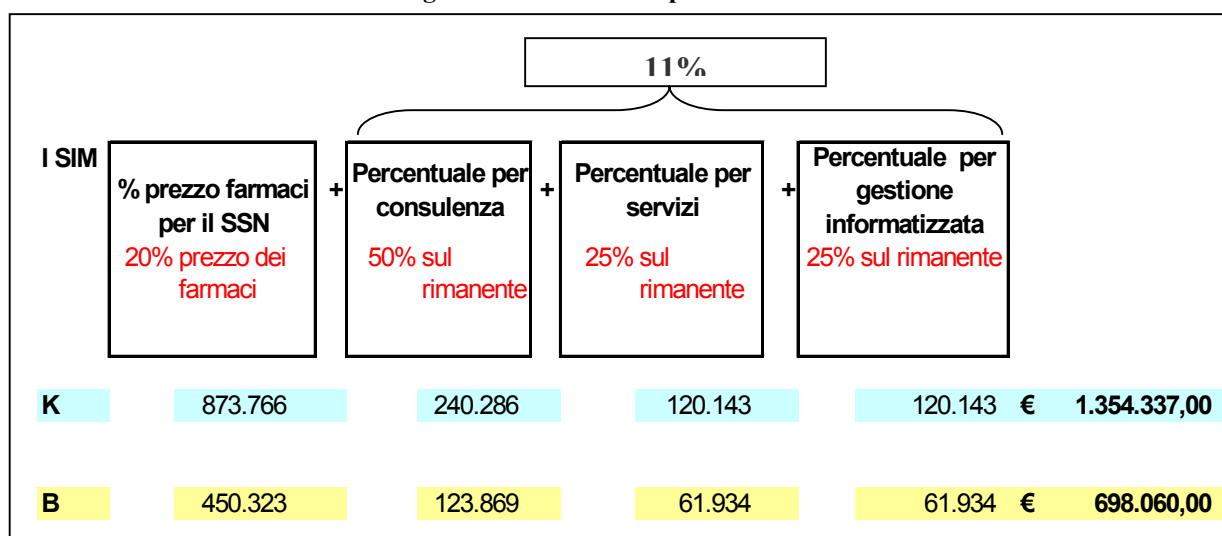 11%
I SIM
% prezzo farmaci
per il SSN
20% prezzo dei
farmaci
+
Percentuale per
consulenza
50% sul
rimanente
+
Percentuale per
servizi
25% sul
rimanente
+
Percentuale per
gestione
informatizzata
25% sul rimanente
K 873.766 240.286 120.143 120.143 € 1.354.337,00
B 450.323 123.869 61.934 61.934 € 698.060,00